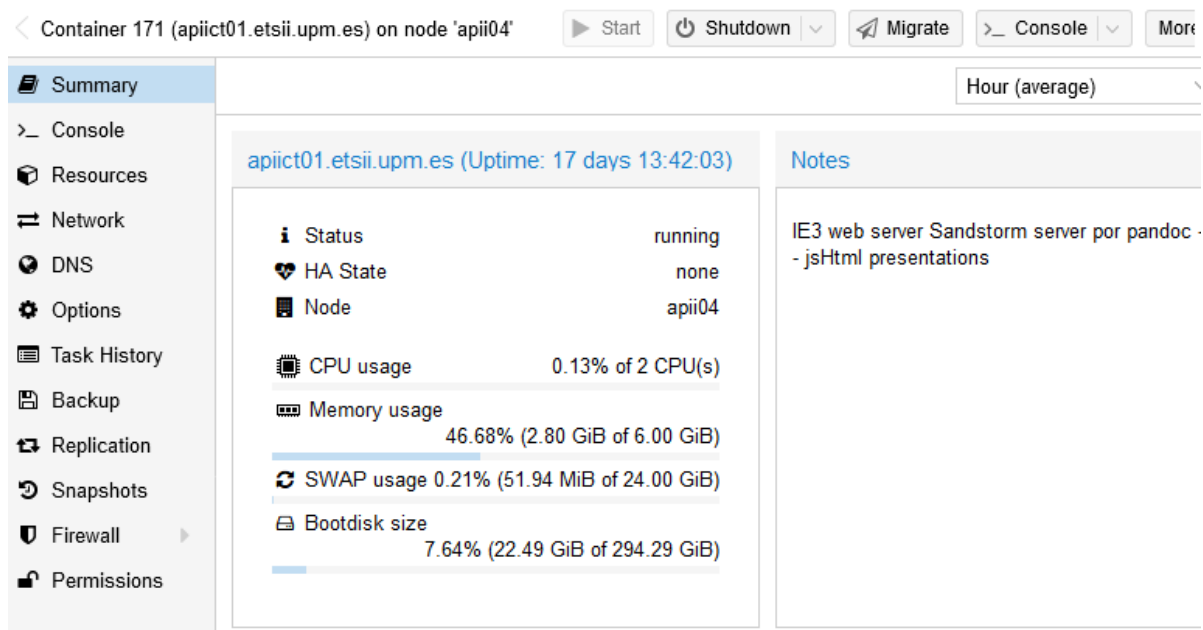 Container 171 (apiict01.etsii.upm.es) on node 'apii04' Start Shutdown Migrate >_ Console More
Summary
Hour (average)
>_ Console
Resources
Network
DNS
Options
Task History
Backup
Replication
Snapshots
Firewall
Permissions
apiict01.etsii.upm.es (Uptime: 17 days 13:42:03)
Status running
HA State none
Node apii04
CPU usage 0.13% of 2 CPU(s)
Memory usage
46.68% (2.80 GiB of 6.00 GiB)
SWAP usage 0.21% (51.94 MiB of 24.00 GiB)
Bootdisk size
7.64% (22.49 GiB of 294.29 GiB)
Notes
IE3 web server Sandstorm server por pandoc -
- jsHtml presentations